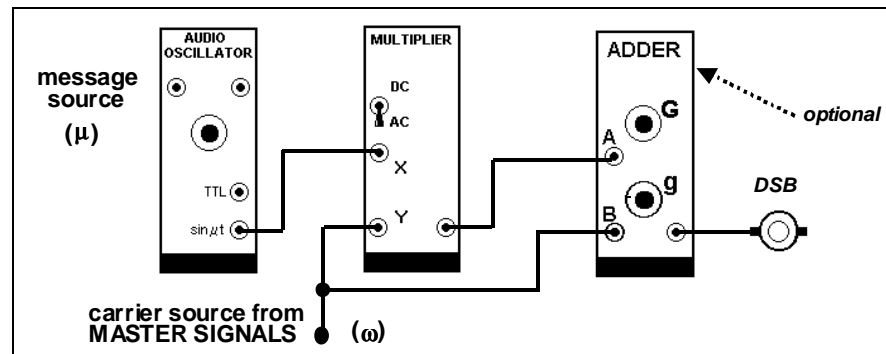 AUDIO
OSCILLATOR
message
source
(μ)
TTL
sinμt
MULTIPLIER
DC
AC
X
Y
ADDER
G
A
g
B
optional
DSB
carrier source from
MASTER SIGNALS
(ω)